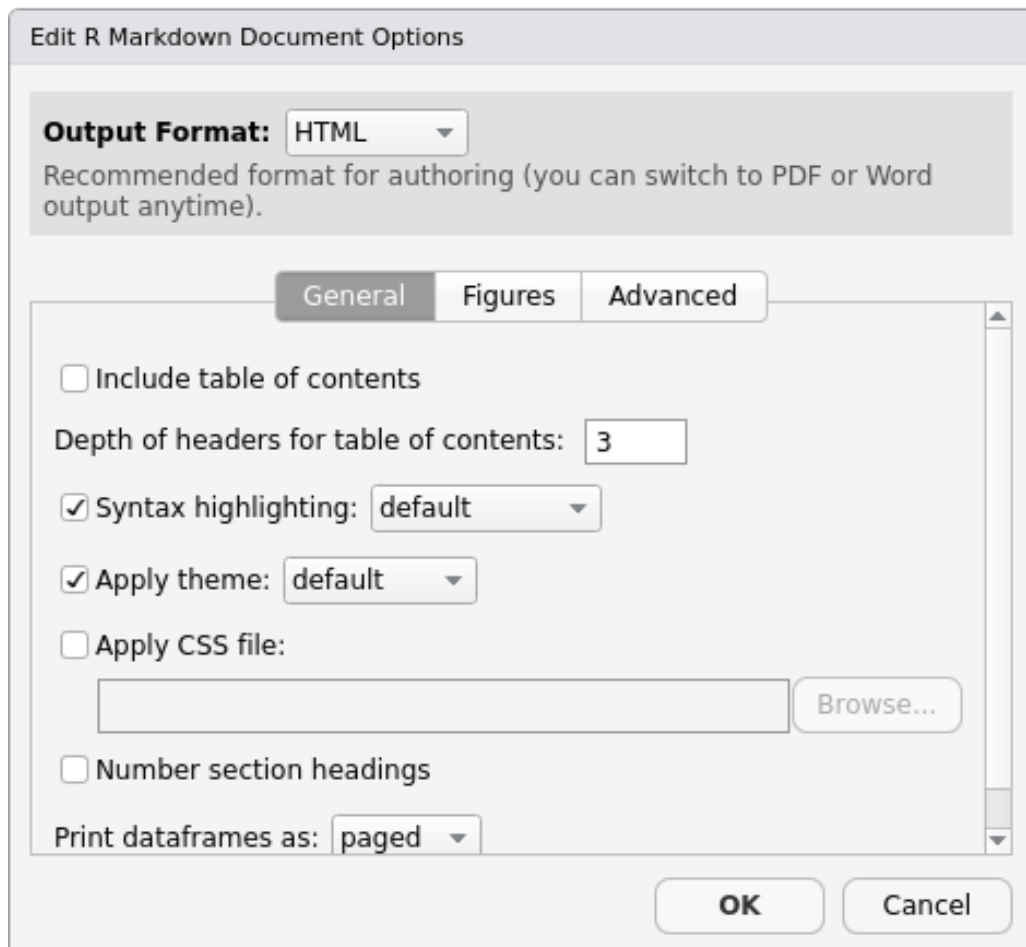 Edit R Markdown Document Options
Output Format: HTML
Recommended format for authoring (you can switch to PDF or Word
output anytime).
General Figures Advanced
Include table of contents
Depth of headers for table of contents: 3
Syntax highlighting: default
Apply theme: default
Apply CSS file:
Browse...
Number section headings
Print dataframes as: paged
OK Cancel